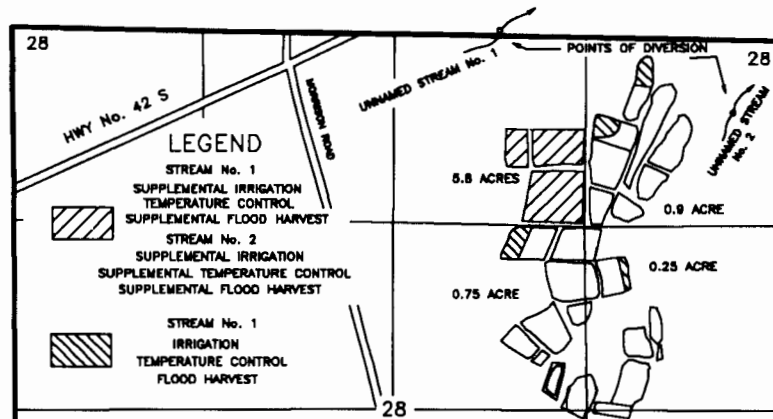 28
28
HWY No. 42 S
MORRISON ROAD
UNNAMED STREAM No. 1
POINTS OF DIVERSION
UNNAMED STREAM
No. 2
LEGEND
STREAM No. 1
SUPPLEMENTAL IRRIGATION
TEMPERATURE CONTROL
SUPPLEMENTAL FLOOD HARVEST
STREAM No. 2
SUPPLEMENTAL IRRIGATION
SUPPLEMENTAL TEMPERATURE CONTROL
SUPPLEMENTAL FLOOD HARVEST
STREAM No. 1
IRRIGATION
TEMPERATURE CONTROL
FLOOD HARVEST
5.8 ACRES
0.9 ACRE
0.25 ACRE
0.75 ACRE
28